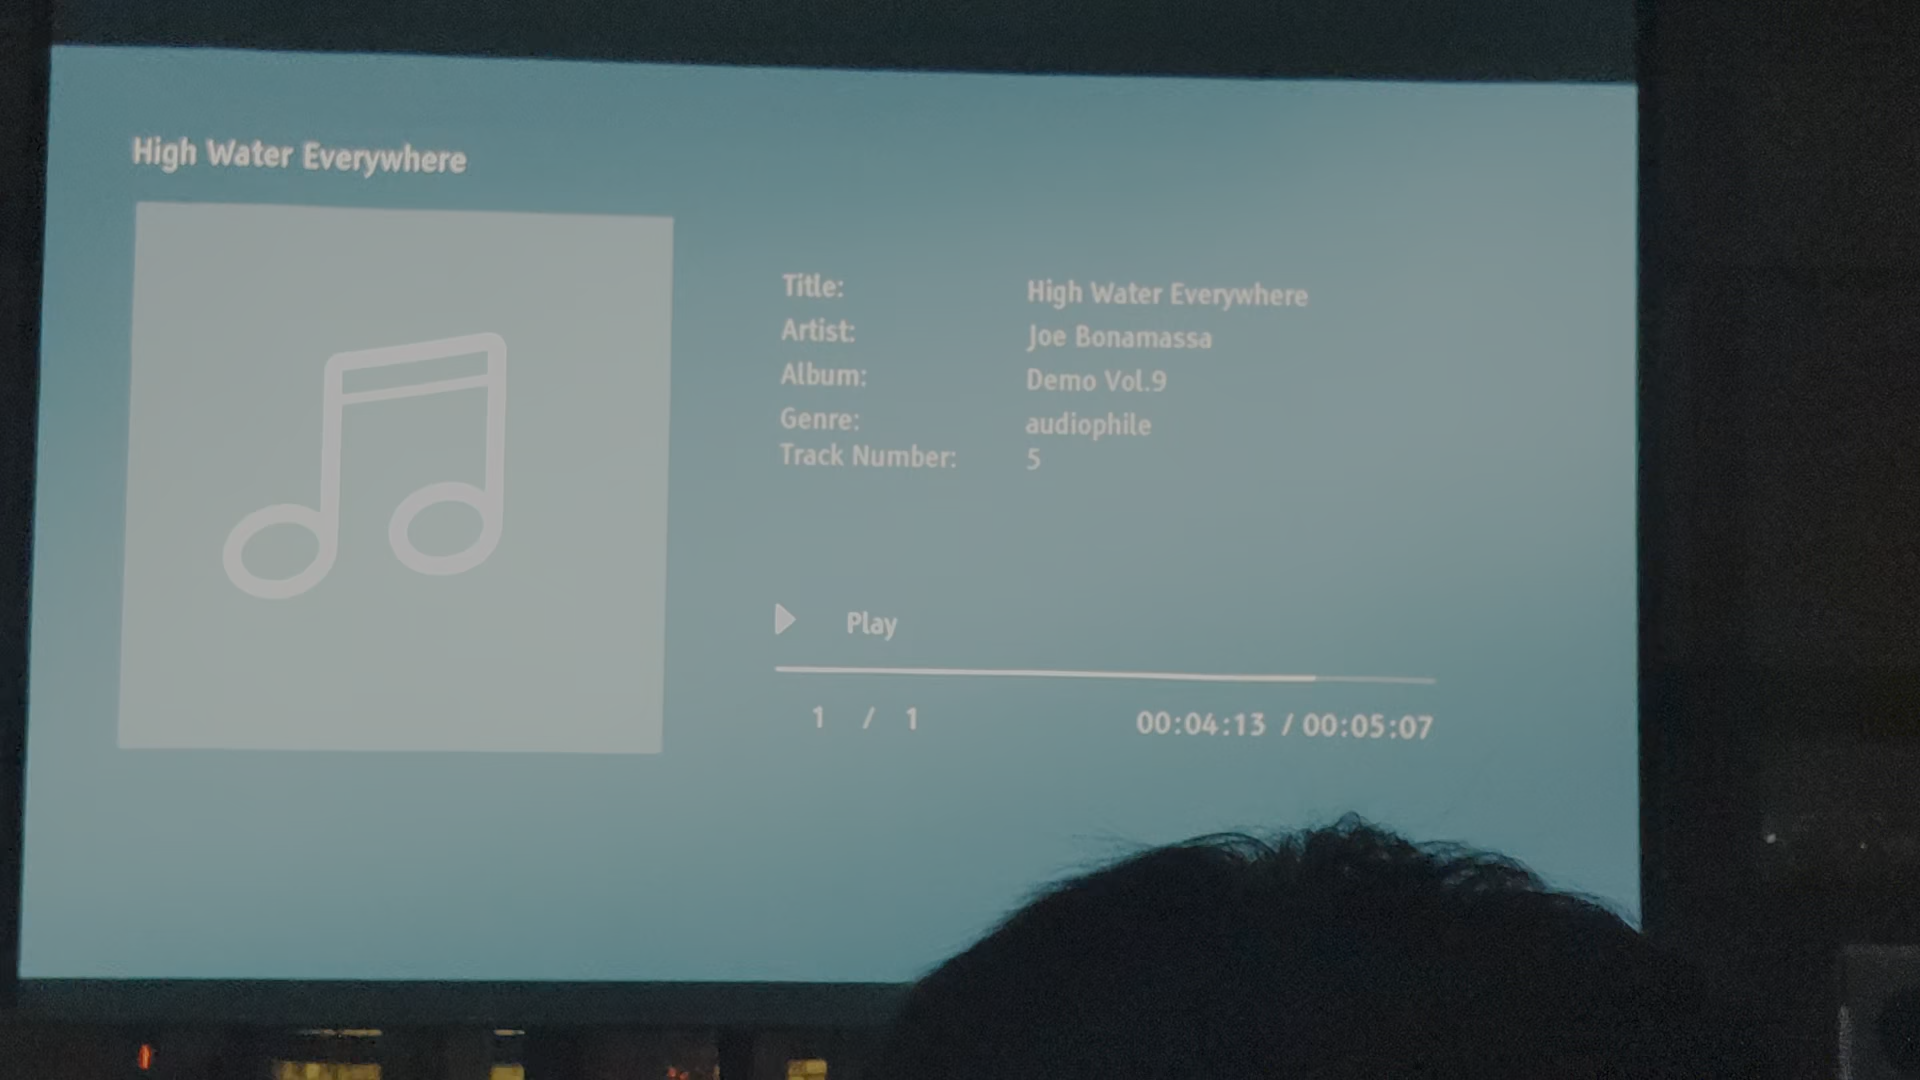 High Water Everywhere
Title: High Water Everywhere
Artist: Joe Bonamassa
Album: Demo Vol.9
Genre: audiophile
Track Number: 5
Play
1 / 1 00:04:13 / 00:05:07